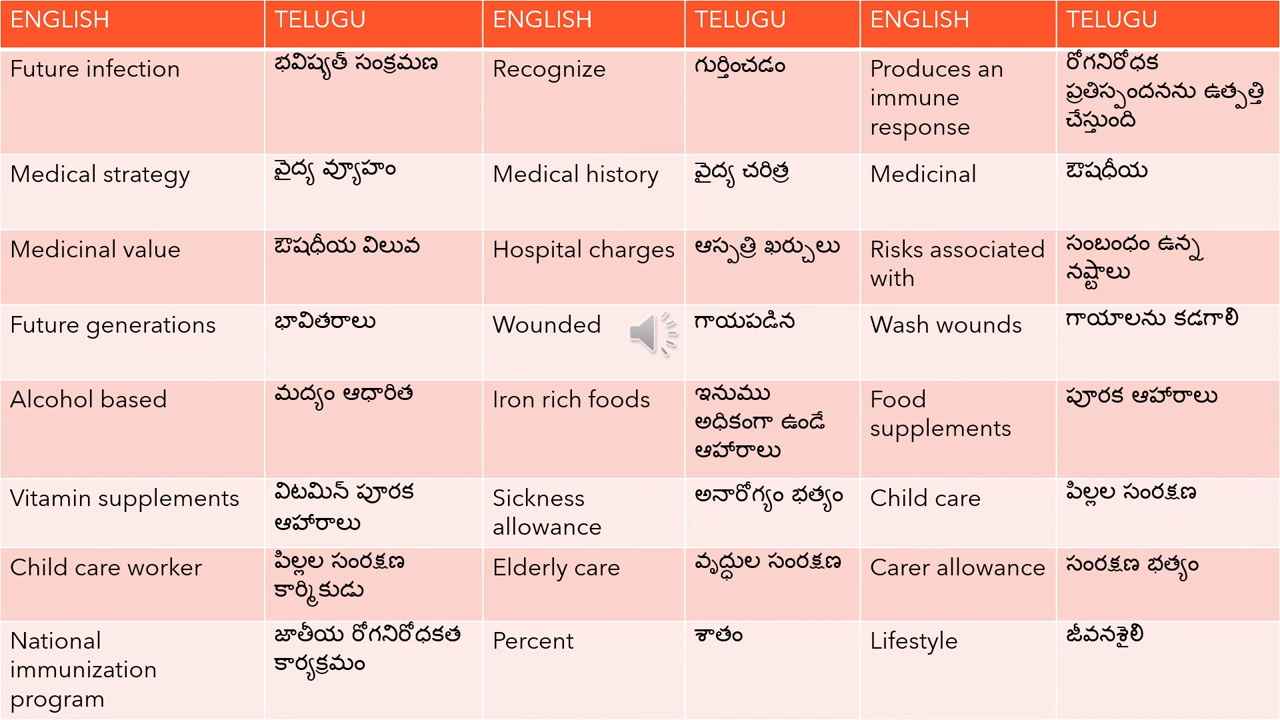 ENGLISH TELUGU ENGLISH TELUGU ENGLISH TELUGU
Future infection
భవిష్యత్ సంక్రమణ
Recognize
గుర్తించడం
Produces an
immune
response
రోగనిరోధక
ప్రతిస్పందనను ఉత్పత్తి
చేస్తుంది
Medical strategy
వైద్య వ్యూహం
Medical history
వైద్య చరిత్ర
Medicinal
ఔషధీయ
Medicinal value
ఔషధీయ విలువ
Hospital charges
ఆస్పత్రి ఖర్చులు
Risks associated
with
సంబంధం ఉన్న
నష్టాలు
Future generations
భావితరాలు
Wounded
గాయపడిన
Wash wounds
గాయాలను కడగాలి
Alcohol based
మద్యం ఆధారిత
Iron rich foods
ఇనుము
అధికంగా ఉండే
ఆహారాలు
Food
supplements
పూరక ఆహారాలు
Vitamin supplements
విటమిన్ పూరక
ఆహారాలు
Sickness
allowance
అనారోగ్యం భత్యం
Child care
పిల్లల సంరక్షణ
Child care worker
పిల్లల సంరక్షణ
కార్మికుడు
Elderly care
వృద్ధుల సంరక్షణ
Carer allowance
సంరక్షణ భత్యం
National
immunization
program
జాతీయ రోగనిరోధకత
కార్యక్రమం
Percent
శాతం
Lifestyle
జీవనశైలి